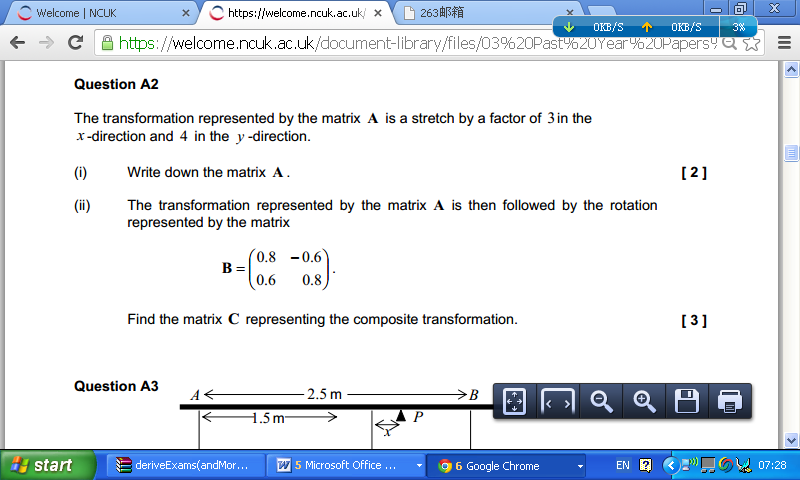 Welcome | NCUK
https://welcome.ncuk.ac.uk/
263邮箱
0KB/S 0KB/S 3%
https://welcome.ncuk.ac.uk/document-library/files/03%20Past%20Year%20Papers%
Question A2
The transformation represented by the matrix A is a stretch by a factor of 3 in the
x-direction and 4 in the y-direction.
(i) Write down the matrix A. [ 2 ]
(ii) The transformation represented by the matrix A is then followed by the rotation
represented by the matrix
B = (0.8 −0.6
0.6 0.8).
Find the matrix C representing the composite transformation. [ 3 ]
Question A3
A 2.5 m B
1.5 m P
x
start deriveExams(andMor... 5 Microsoft Office ... 6 Google Chrome EN 07:28